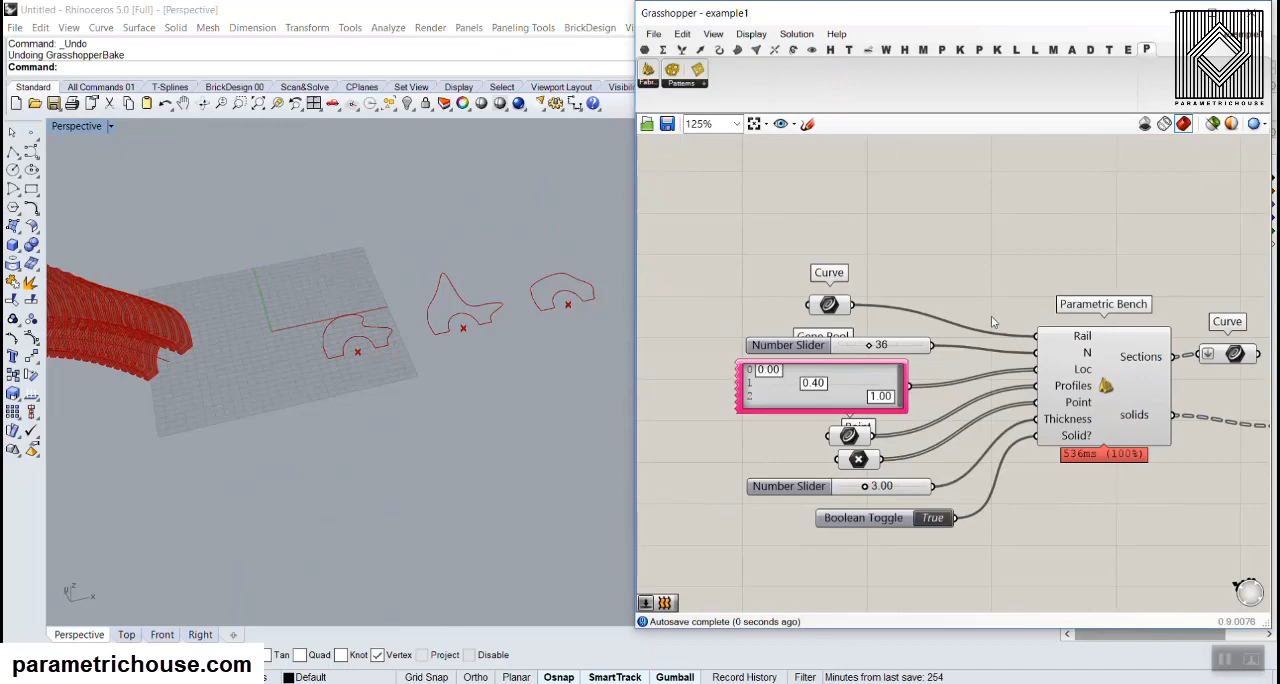 Untitled - Rhinoceros 5.0 [Full] - [Perspective]
File Edit View Curve Surface Solid Mesh Dimension Transform Tools Analyze Render Panels Paneling Tools BrickDesign
Command: _Undo
Undoing GrasshopperBake
Command:
Standard All Commands 01 T-Splines BrickDesign 00 Scan&Solve CPlanes Set View Display Select Viewport Layout
Perspective
Grasshopper - example1
File Edit View Display Solution Help
H T W H M P K P K L L M A D T E P
Fabr..
Patterns
PARAMETRICHOUSE
125%
Curve
Number Slider 36
0 0.00
1 0.40
2 1.00
Number Slider 3.00
Boolean Toggle True
Parametric Bench
Rail
N
Loc
Profiles
Point
Thickness
Solid?
Sections
solids
536ms (100%)
Curve
Autosave complete (0 seconds ago)
0.9.0076
z
x
Perspective Top Front Right
Tan Quad Knot Vertex Project Disable
parametrichouse.com
Default Grid Snap Ortho Planar Osnap SmartTrack Gumball Record History Filter Minutes from last save: 254